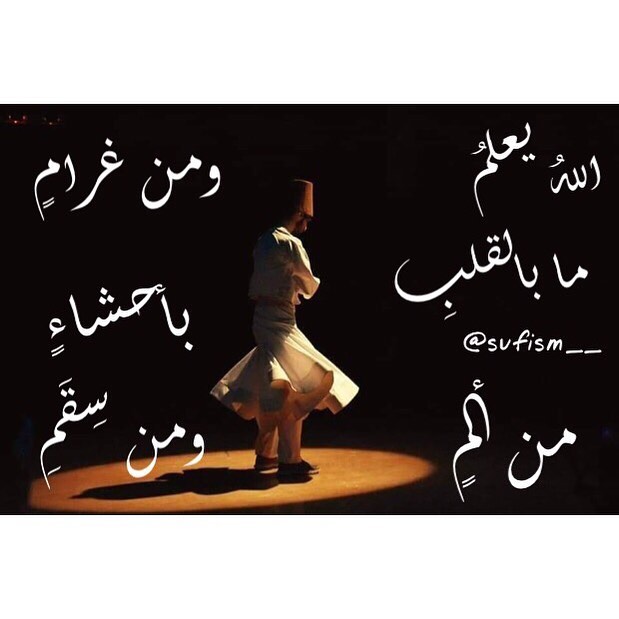 اللهُ يعلمُ
ما بالقلبِ
@sufism__
من ألمٍ
ومن غرامٍ
بأحشاءٍ
ومن سِقَمِ